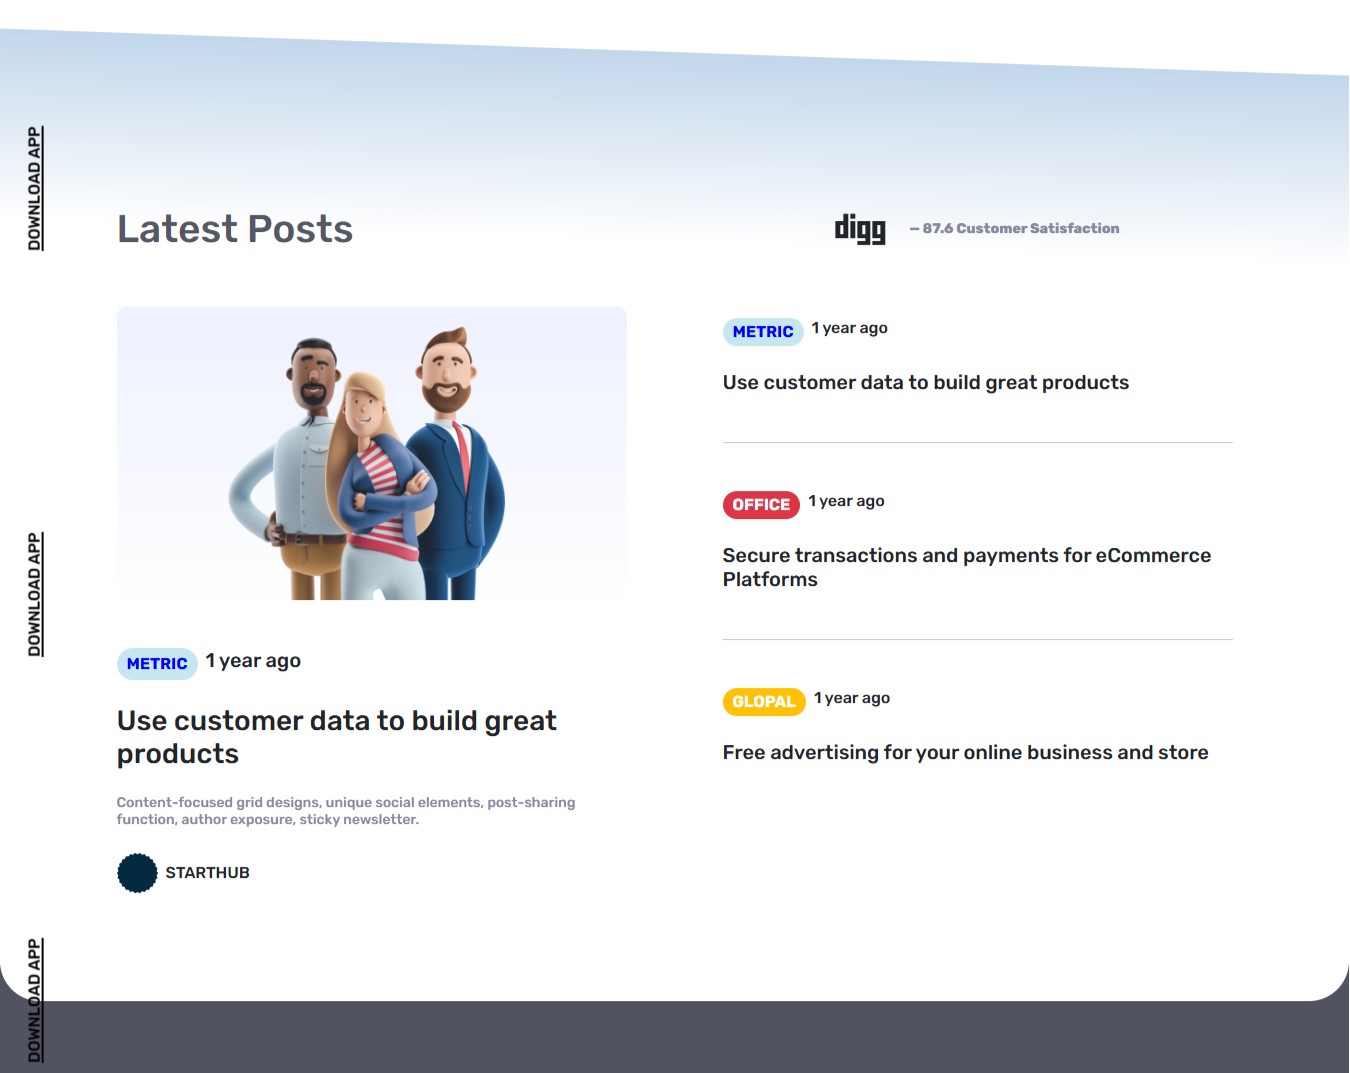 DOWNLOAD APP
Latest Posts
digg
– 87.6 Customer Satisfaction
METRIC 1 year ago
Use customer data to build great
products
Content-focused grid designs, unique social elements, post-sharing
function, author exposure, sticky newsletter.
STARTHUB
METRIC 1 year ago
Use customer data to build great products
OFFICE 1 year ago
Secure transactions and payments for eCommerce
Platforms
GLOPAL 1 year ago
Free advertising for your online business and store
DOWNLOAD APP
DOWNLOAD APP